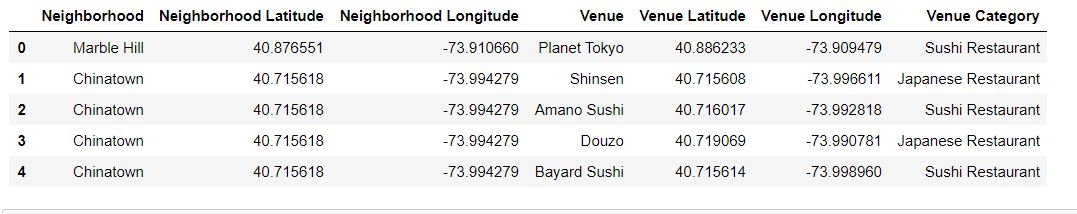 Neighborhood Neighborhood Latitude Neighborhood Longitude Venue Venue Latitude Venue Longitude Venue Category
0 Marble Hill 40.876551 -73.910660 Planet Tokyo 40.886233 -73.909479 Sushi Restaurant
1 Chinatown 40.715618 -73.994279 Shinsen 40.715608 -73.996611 Japanese Restaurant
2 Chinatown 40.715618 -73.994279 Amano Sushi 40.716017 -73.992818 Sushi Restaurant
3 Chinatown 40.715618 -73.994279 Douzo 40.719069 -73.990781 Japanese Restaurant
4 Chinatown 40.715618 -73.994279 Bayard Sushi 40.715614 -73.998960 Sushi Restaurant